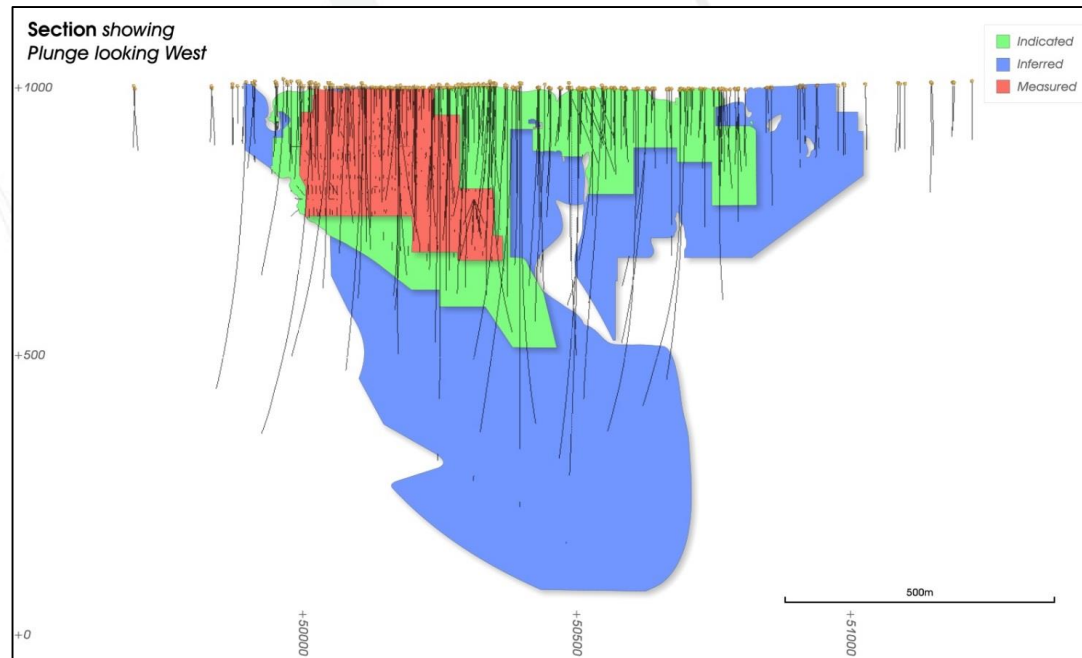 Section showing
Plunge looking West
Indicated
Inferred
Measured
+1000
+500
+0
+50000
+50500
+51000
500m